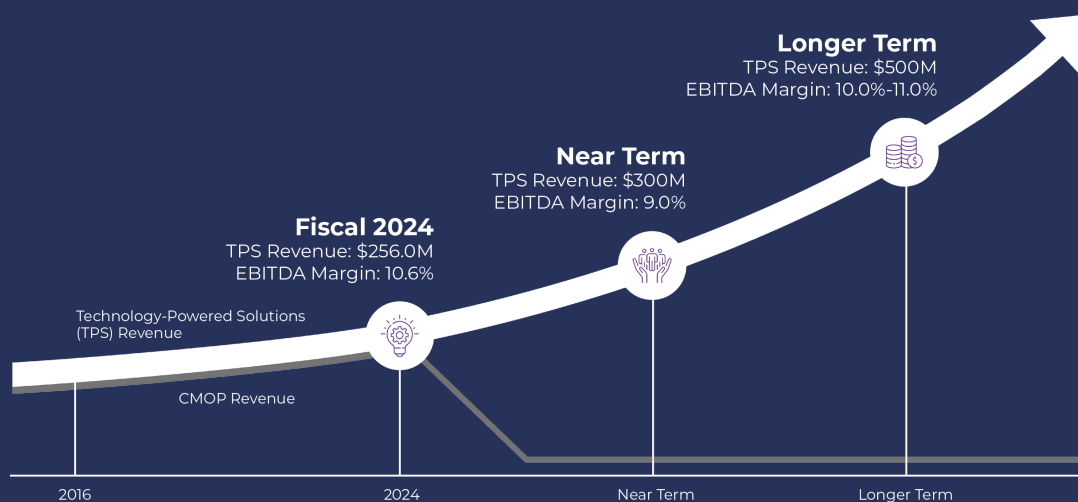 Longer Term
TPS Revenue: $500M
EBITDA Margin: 10.0%-11.0%
Near Term
TPS Revenue: $300M
EBITDA Margin: 9.0%
Fiscal 2024
TPS Revenue: $256.0M
EBITDA Margin: 10.6%
Technology-Powered Solutions
(TPS) Revenue
CMOP Revenue
2016
2024
Near Term
Longer Term